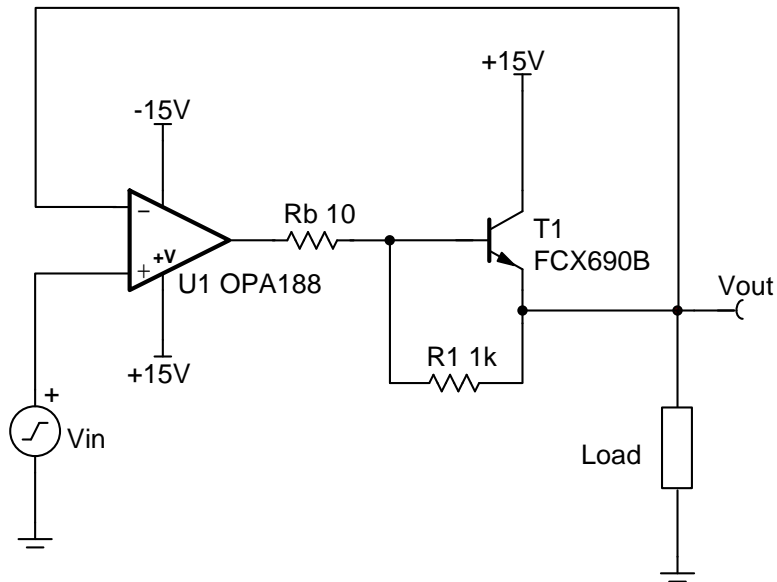 +15V
-15V
Rb 10
T1
FCX690B
−
+V
+
U1 OPA188
Vout
R1 1k
+15V
+
Vin
Load